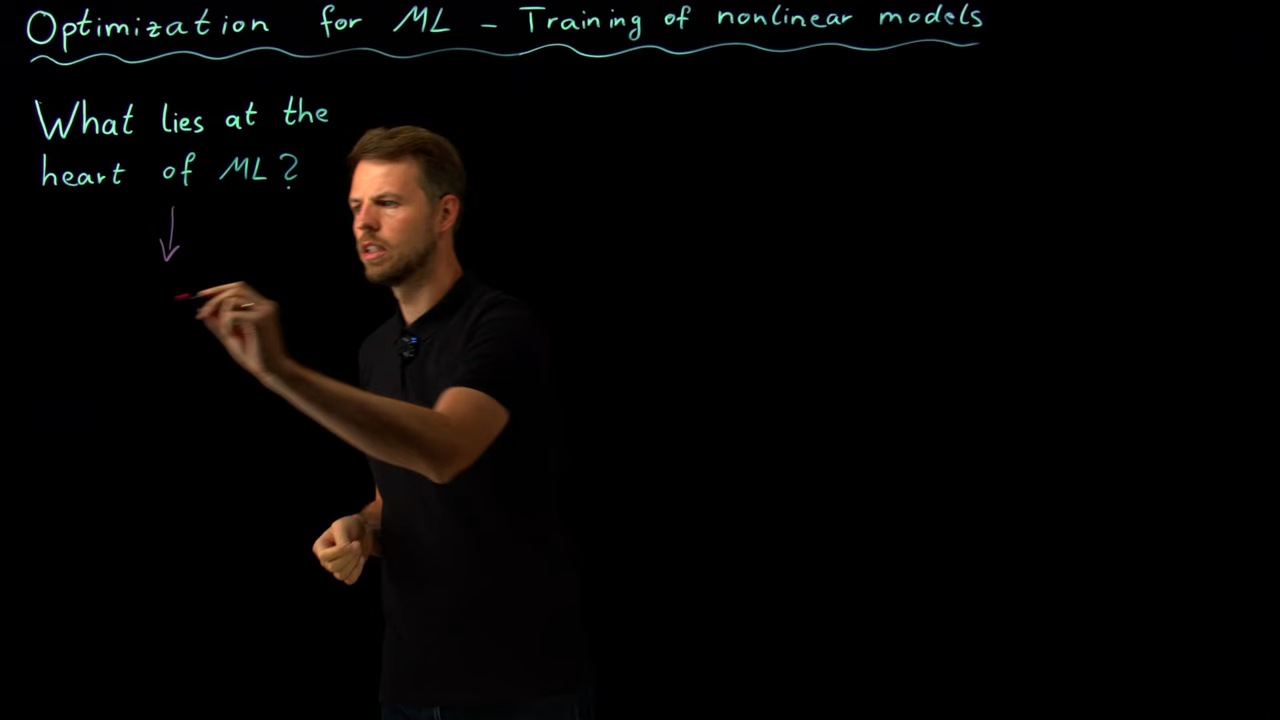 Optimization for ML - Training of nonlinear models
What lies at the
heart of ML?